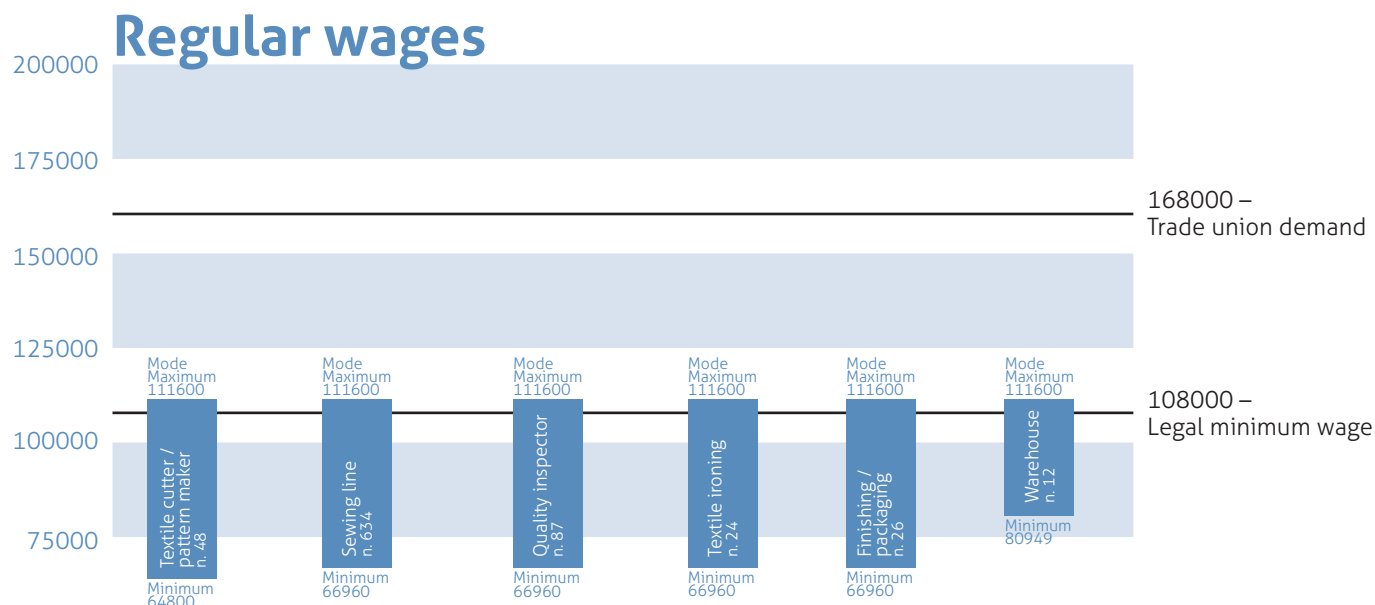 Regular wages
200000
175000
168000 –
Trade union demand
150000
125000
Mode
Maximum
111600
Mode
Maximum
111600
Mode
Maximum
111600
Mode
Maximum
111600
Mode
Maximum
111600
Mode
Maximum
111600
108000 –
Legal minimum wage
100000
75000
Textile cutter /
pattern maker
n. 48
Sewing line
n. 634
Quality inspector
n. 87
Textile ironing
n. 24
Finishing /
packaging
n. 26
Warehouse
n. 12
Minimum
64800
Minimum
66960
Minimum
66960
Minimum
66960
Minimum
66960
Minimum
80949